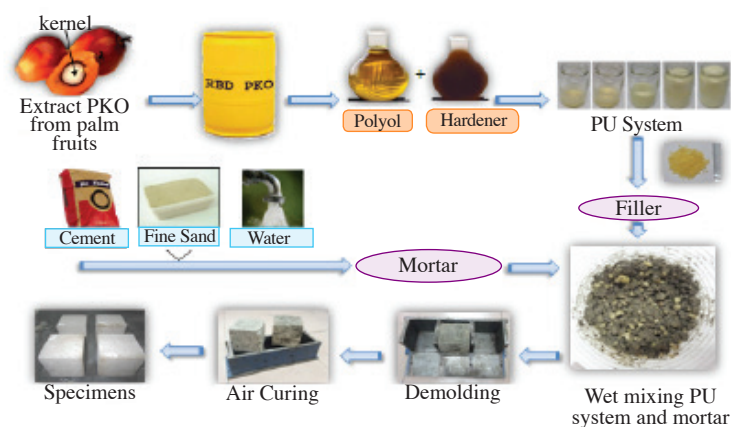 kernel
Extract PKO
from palm
fruits
RBD PKO
+
Polyol
Hardener
PU System
Filler
Cement
Fine Sand
Water
Mortar
Specimens
Air Curing
Demolding
Wet mixing PU
system and mortar